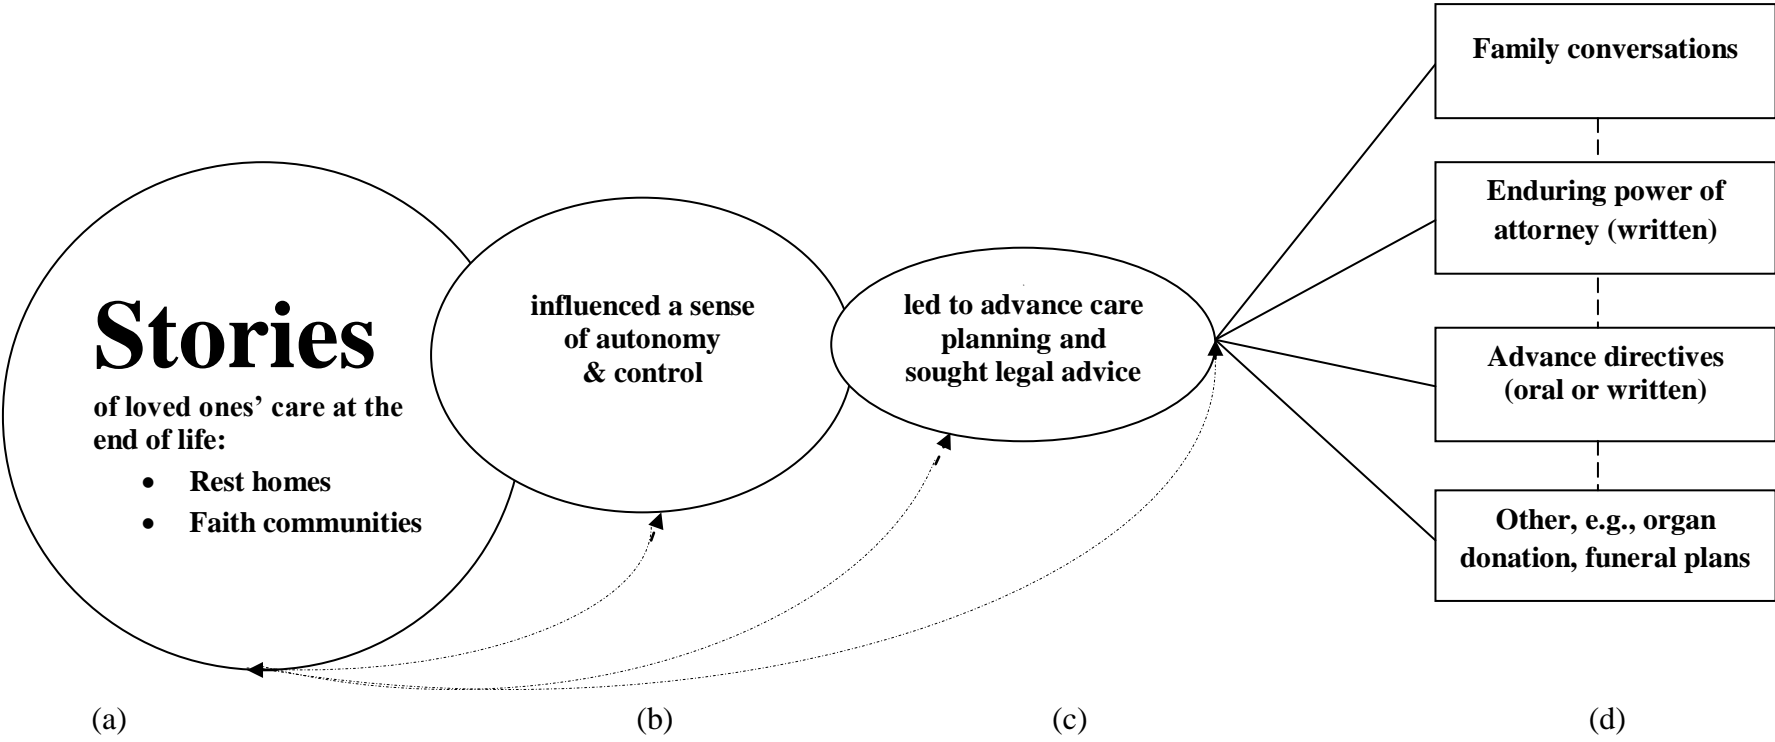 Stories
of loved ones’ care at the
end of life:
• Rest homes
• Faith communities
influenced a sense
of autonomy
& control
led to advance care
planning and
sought legal advice
Family conversations
Enduring power of
attorney (written)
Advance directives
(oral or written)
Other, e.g., organ
donation, funeral plans
(a)
(b)
(c)
(d)